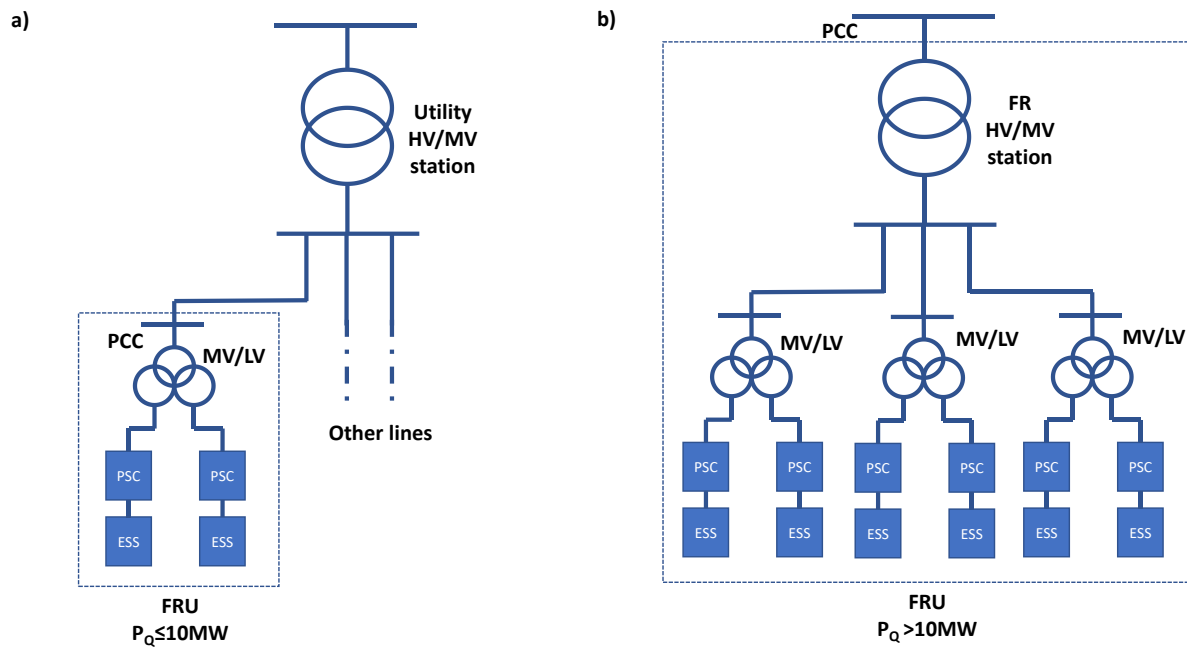 a)
Utility
HV/MV
station
PCC
MV/LV
Other lines
PSC
PSC
ESS
ESS
FRU
P_Q≤10MW
b)
PCC
FR
HV/MV
station
MV/LV
MV/LV
MV/LV
PSC
PSC
PSC
PSC
PSC
PSC
ESS
ESS
ESS
ESS
ESS
ESS
FRU
P_Q >10MW